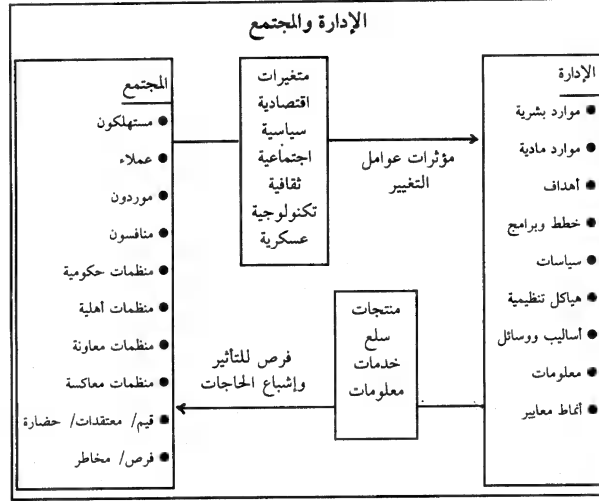 الإدارة والمجتمع
الإدارة
موارد بشرية
موارد مادية
أهداف
خطط وبرامج
سياسات
هياكل تنظيمية
أساليب ووسائل
معلومات
أنماط معايير
مؤثرات عوامل
التغيير
متغيرات
اقتصادية
سياسية
اجتماعية
ثقافية
تكنولوجية
عسكرية
منتجات
سلع
خدمات
معلومات
فرص للتأثير
وإشباع الحاجات
المجتمع
مستهلكون
عملاء
موردون
منافسون
منظمات حكومية
منظمات أهلية
منظمات معاونة
منظمات معاكسة
قيم/ معتقدات/ حضارة
فرص/ مخاطر